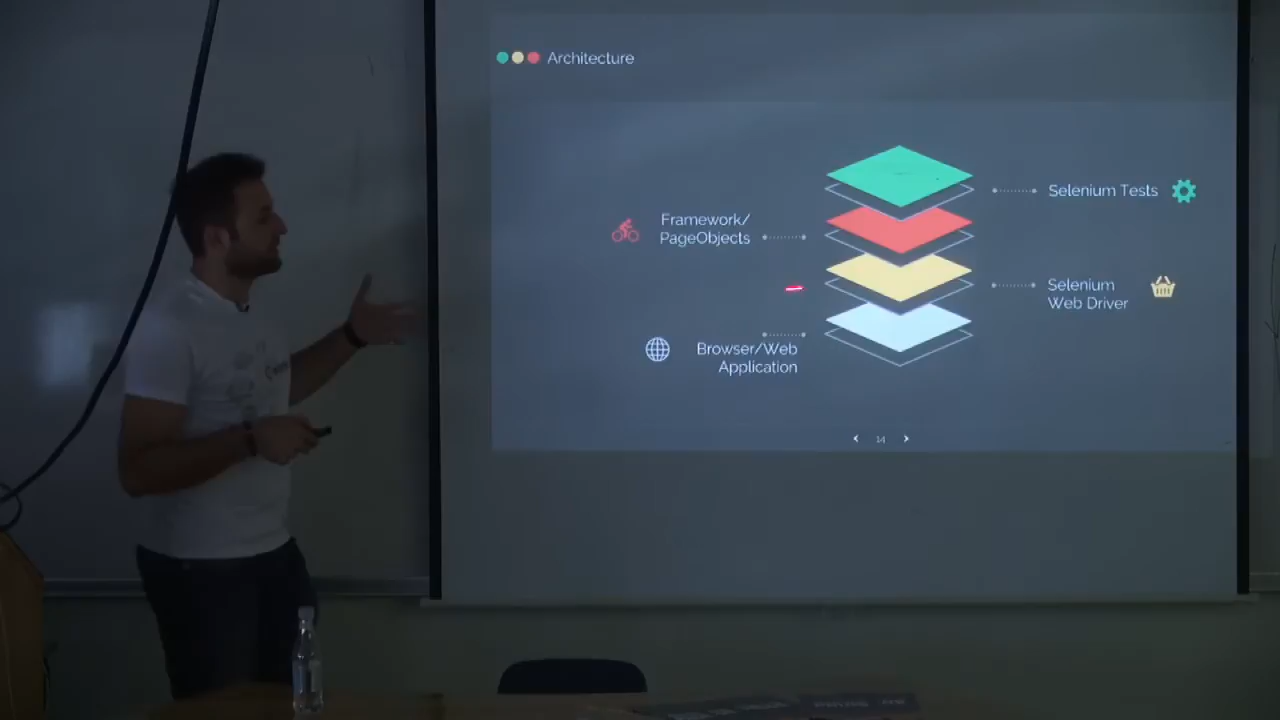 Architecture
Selenium Tests
Framework/
PageObjects
Selenium
Web Driver
Browser/Web
Application
14